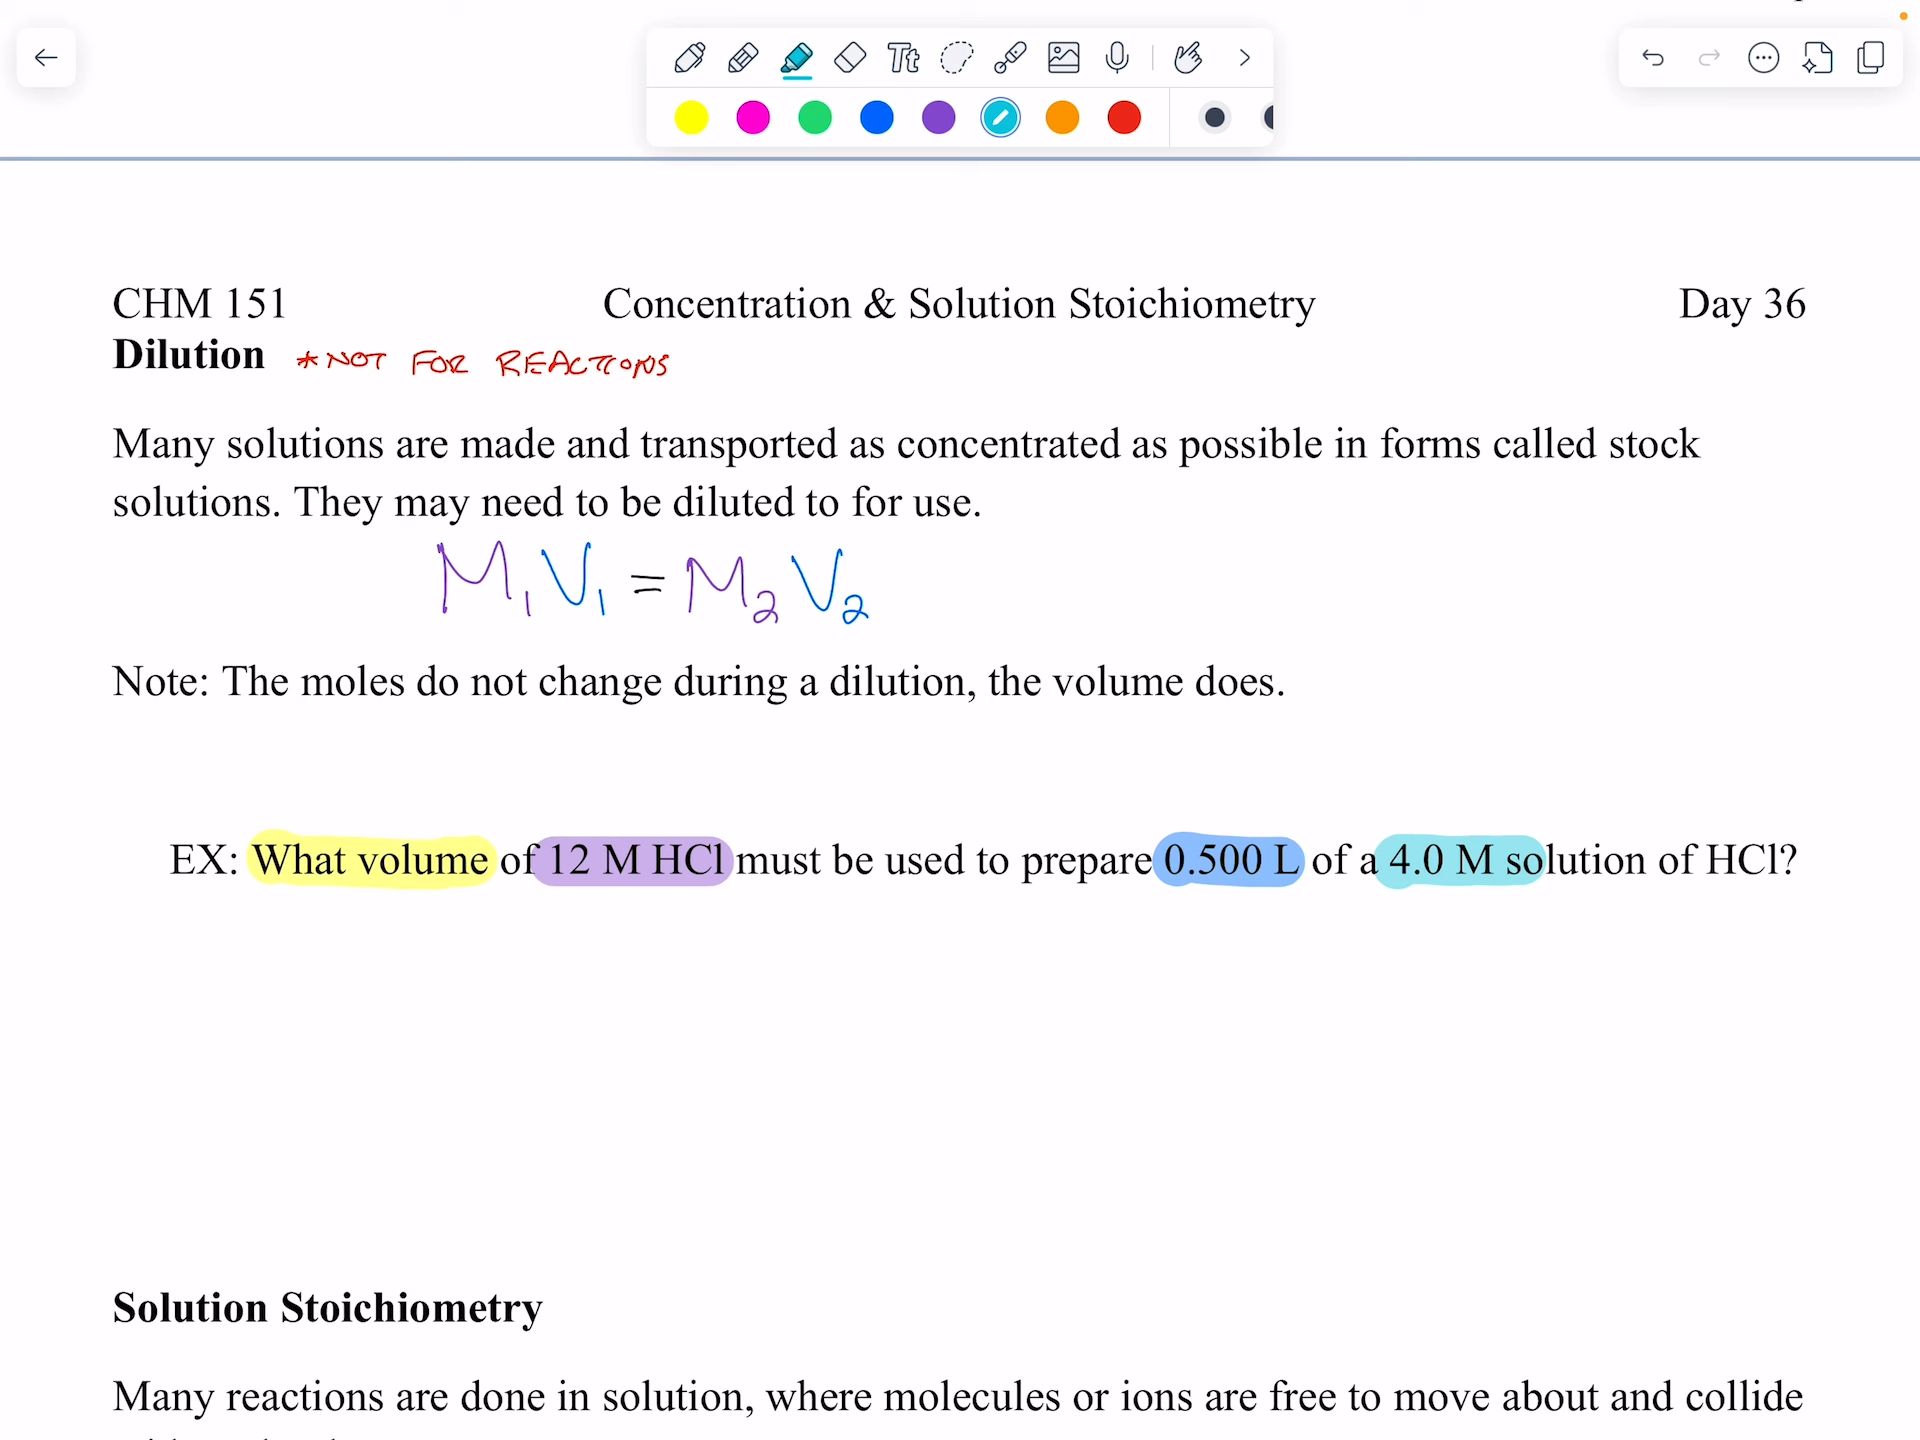 Tt
CHM 151 Concentration & Solution Stoichiometry Day 36
Dilution * NOT FOR REACTIONS
Many solutions are made and transported as concentrated as possible in forms called stock
solutions. They may need to be diluted to for use.
M₁V₁ = M₂V₂
Note: The moles do not change during a dilution, the volume does.
EX: What volume of 12 M HCl must be used to prepare 0.500 L of a 4.0 M solution of HCl?
Solution Stoichiometry
Many reactions are done in solution, where molecules or ions are free to move about and collide